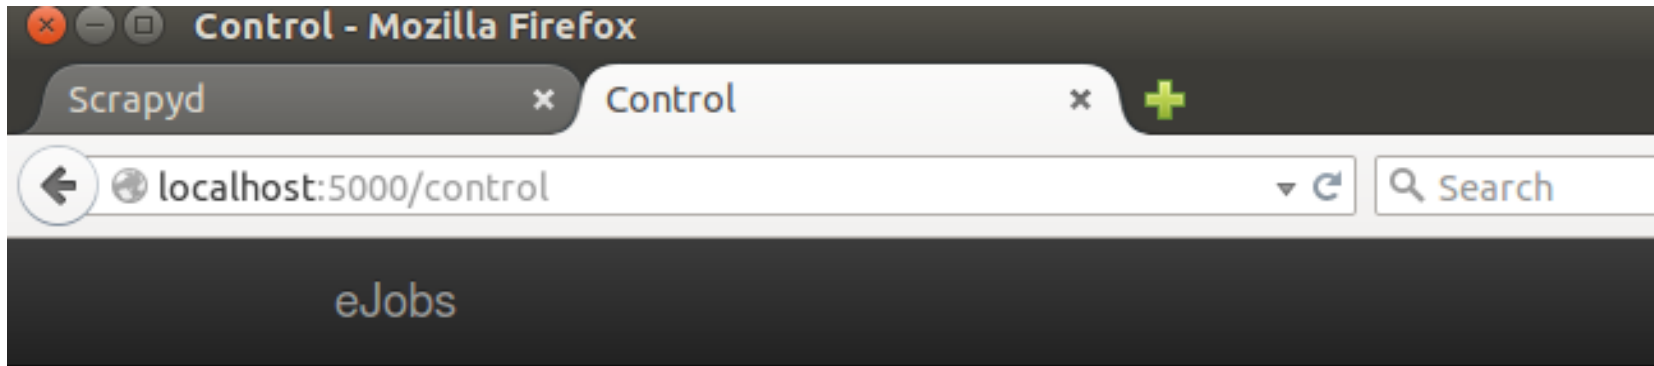 Control - Mozilla Firefox
Scrapyd Control
localhost:5000/control Search
eJobs